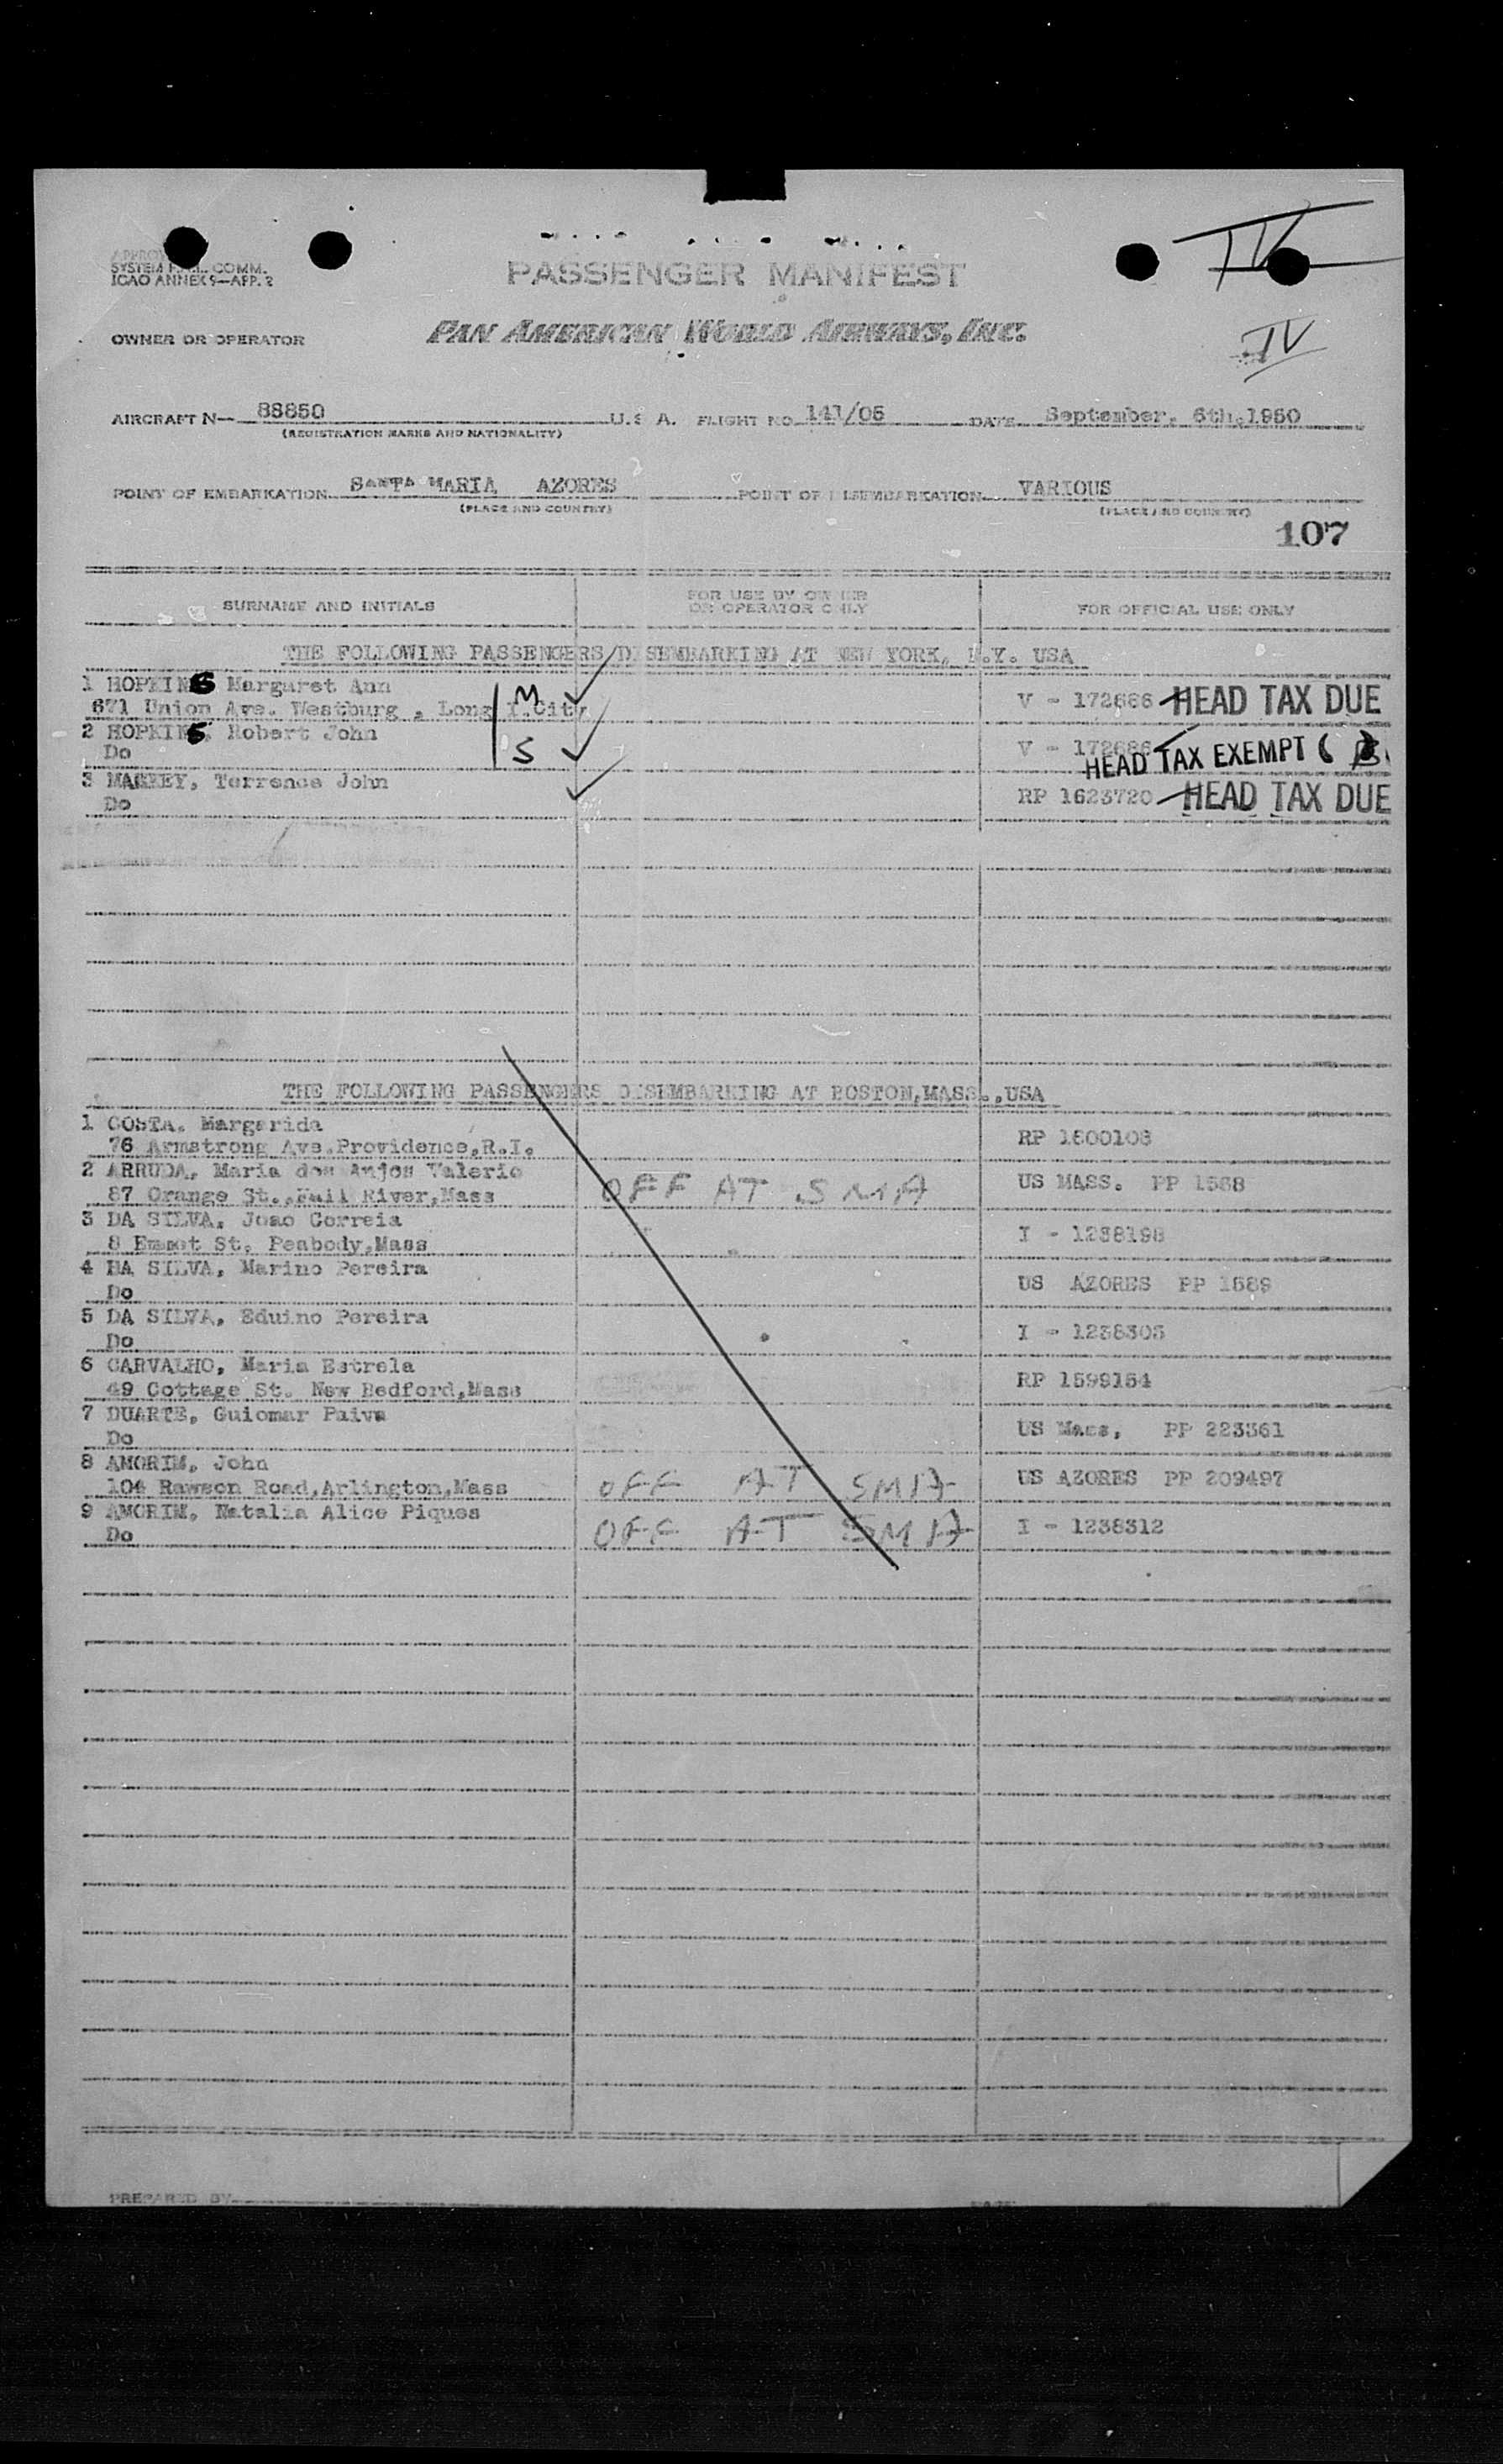 SYSTEM F.A.L. COMM.
ICAO ANNEX 9—APP. 2
IV
PASSENGER MANIFEST
OWNER OR OPERATOR PAN AMERICAN WORLD AIRWAYS, INC.
IV
AIRCRAFT N— 88850 U.S.A. FLIGHT NO. 141/05 DATE September, 6th,1950
(REGISTRATION MARKS AND NATIONALITY)
POINT OF EMBARKATION SANTA MARIA AZORES POINT OF DISEMBARKATION VARIOUS
(PLACE AND COUNTRY) (PLACE AND COUNTRY)
107
SURNAME AND INITIALS FOR USE BY OWNER OR OPERATOR ONLY FOR OFFICIAL USE ONLY
THE FOLLOWING PASSENGERS DISEMBARKING AT NEW YORK, N.Y. USA
1 HOPKINS Margaret Ann M V - 172686 HEAD TAX DUE
671 Union Ave. Westburg , Long I.City
2 HOPKINS, Robert John S V - 172686
Do HEAD TAX EXEMPT 6
3 MACKEY, Terrence John RP 1623720 HEAD TAX DUE
Do
THE FOLLOWING PASSENGERS DISEMBARKING AT BOSTON,MASS.,USA
1 COSTA, Margarida RP 1600103
76 Armstrong Ave.Providence,R.I.
2 ARRUDA, Maria dos Anjos Valerio US MASS. PP 1568
87 Orange St.,Fall River,Mass OFF AT SMA
3 DA SILVA, Joao Correia I - 1238198
8 Emmet St. Peabody,Mass
4 DA SILVA, Marino Pereira US AZORES PP 1589
Do
5 DA SILVA, Eduino Pereira I - 1238305
Do
6 CARVALHO, Maria Estrela RP 1599154
49 Cottage St. New Bedford,Mass
7 DUARTE, Guiomar Paiva US Mass, PP 223361
Do
8 AMORIM, John US AZORES PP 209497
104 Rawson Road,Arlington,Mass OFF AT SMA
9 AMORIM, Natalia Alice Piques I - 1238312
Do OFF AT SMA
PREPARED BY